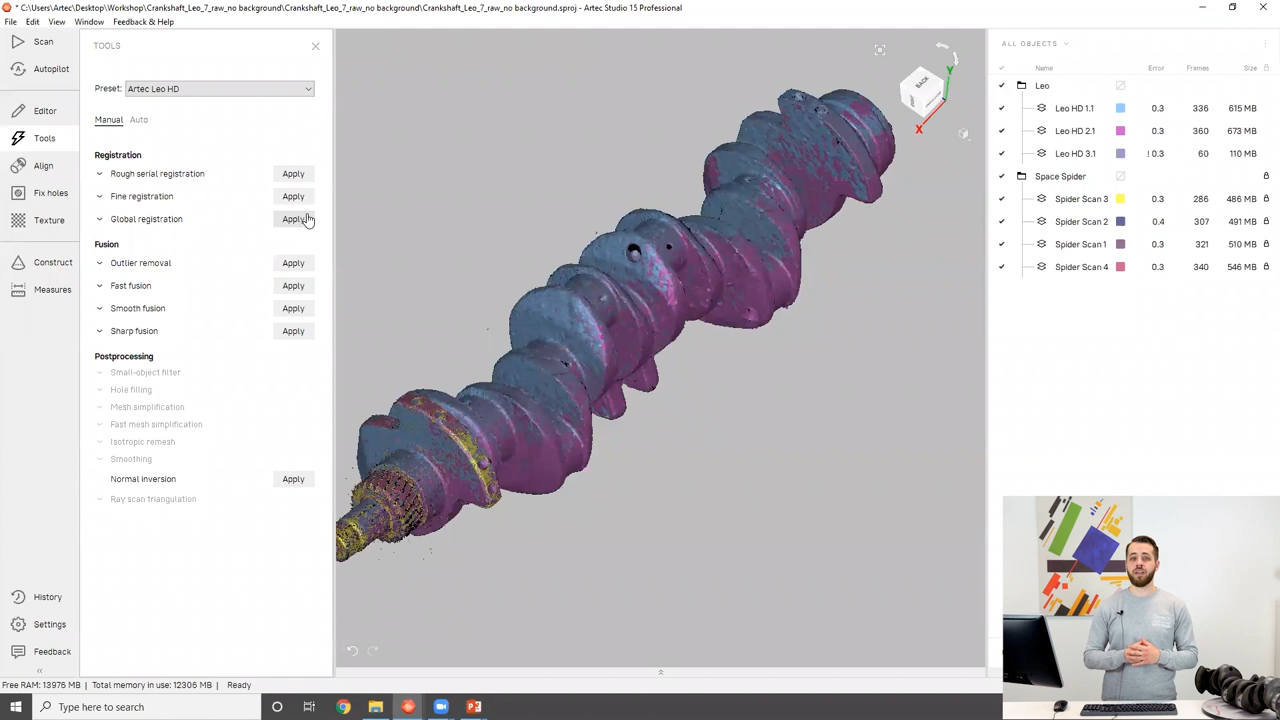 * C:\Users\Artec\Desktop\Workshop\Crankshaft_Leo_7_raw_no background\Crankshaft_Leo_7_raw_no background\Crankshaft_Leo_7_raw_no background.sproj - Artec Studio 15 Professional
File Edit View Window Feedback & Help
Scan
Autopilot
Editor
Tools
Align
Fix holes
Texture
Construct
Measures
History
Settings
Feedback
TOOLS
Preset: Artec Leo HD
Manual Auto
Registration
Rough serial registration Apply
Fine registration Apply
Global registration Apply
Fusion
Outlier removal Apply
Fast fusion Apply
Smooth fusion Apply
Sharp fusion Apply
Postprocessing
Small-object filter
Hole filling
Mesh simplification
Fast mesh simplification
Isotropic remesh
Smoothing
Normal inversion Apply
Ray scan triangulation
BACK
Y
X
ALL OBJECTS
Name Error Frames Size
Leo
Leo HD 1.1 0.3 336 615 MB
Leo HD 2.1 0.3 360 673 MB
Leo HD 3.1 ! 0.3 60 110 MB
Space Spider
Spider Scan 3 0.3 286 486 MB
Spider Scan 2 0.4 307 491 MB
Spider Scan 1 0.3 321 510 MB
Spider Scan 4 0.3 340 546 MB
Free RAM: 13976 MB | Total memory in use: 12306 MB | Ready
Type here to search